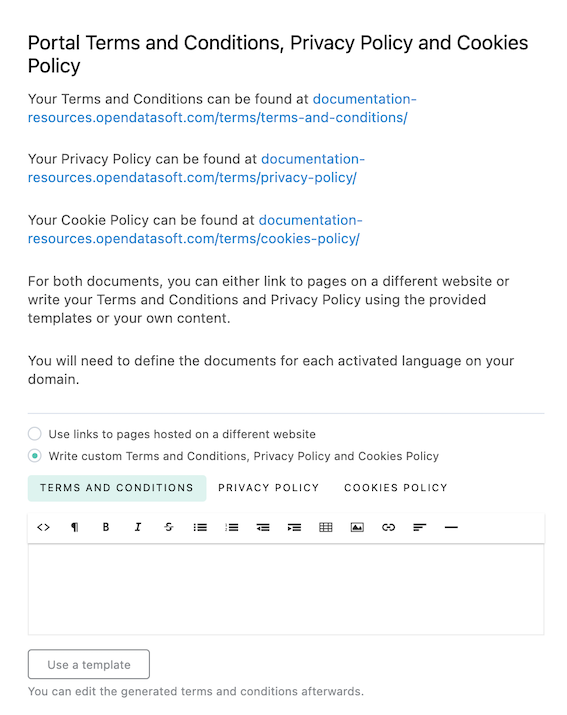 Portal Terms and Conditions, Privacy Policy and Cookies
Policy
Your Terms and Conditions can be found at documentation-
resources.opendatasoft.com/terms/terms-and-conditions/
Your Privacy Policy can be found at documentation-
resources.opendatasoft.com/terms/privacy-policy/
Your Cookie Policy can be found at documentation-
resources.opendatasoft.com/terms/cookies-policy/
For both documents, you can either link to pages on a different website or
write your Terms and Conditions and Privacy Policy using the provided
templates or your own content.
You will need to define the documents for each activated language on your
domain.
Use links to pages hosted on a different website
Write custom Terms and Conditions, Privacy Policy and Cookies Policy
TERMS AND CONDITIONS PRIVACY POLICY COOKIES POLICY
<> ¶ B I S
Use a template
You can edit the generated terms and conditions afterwards.